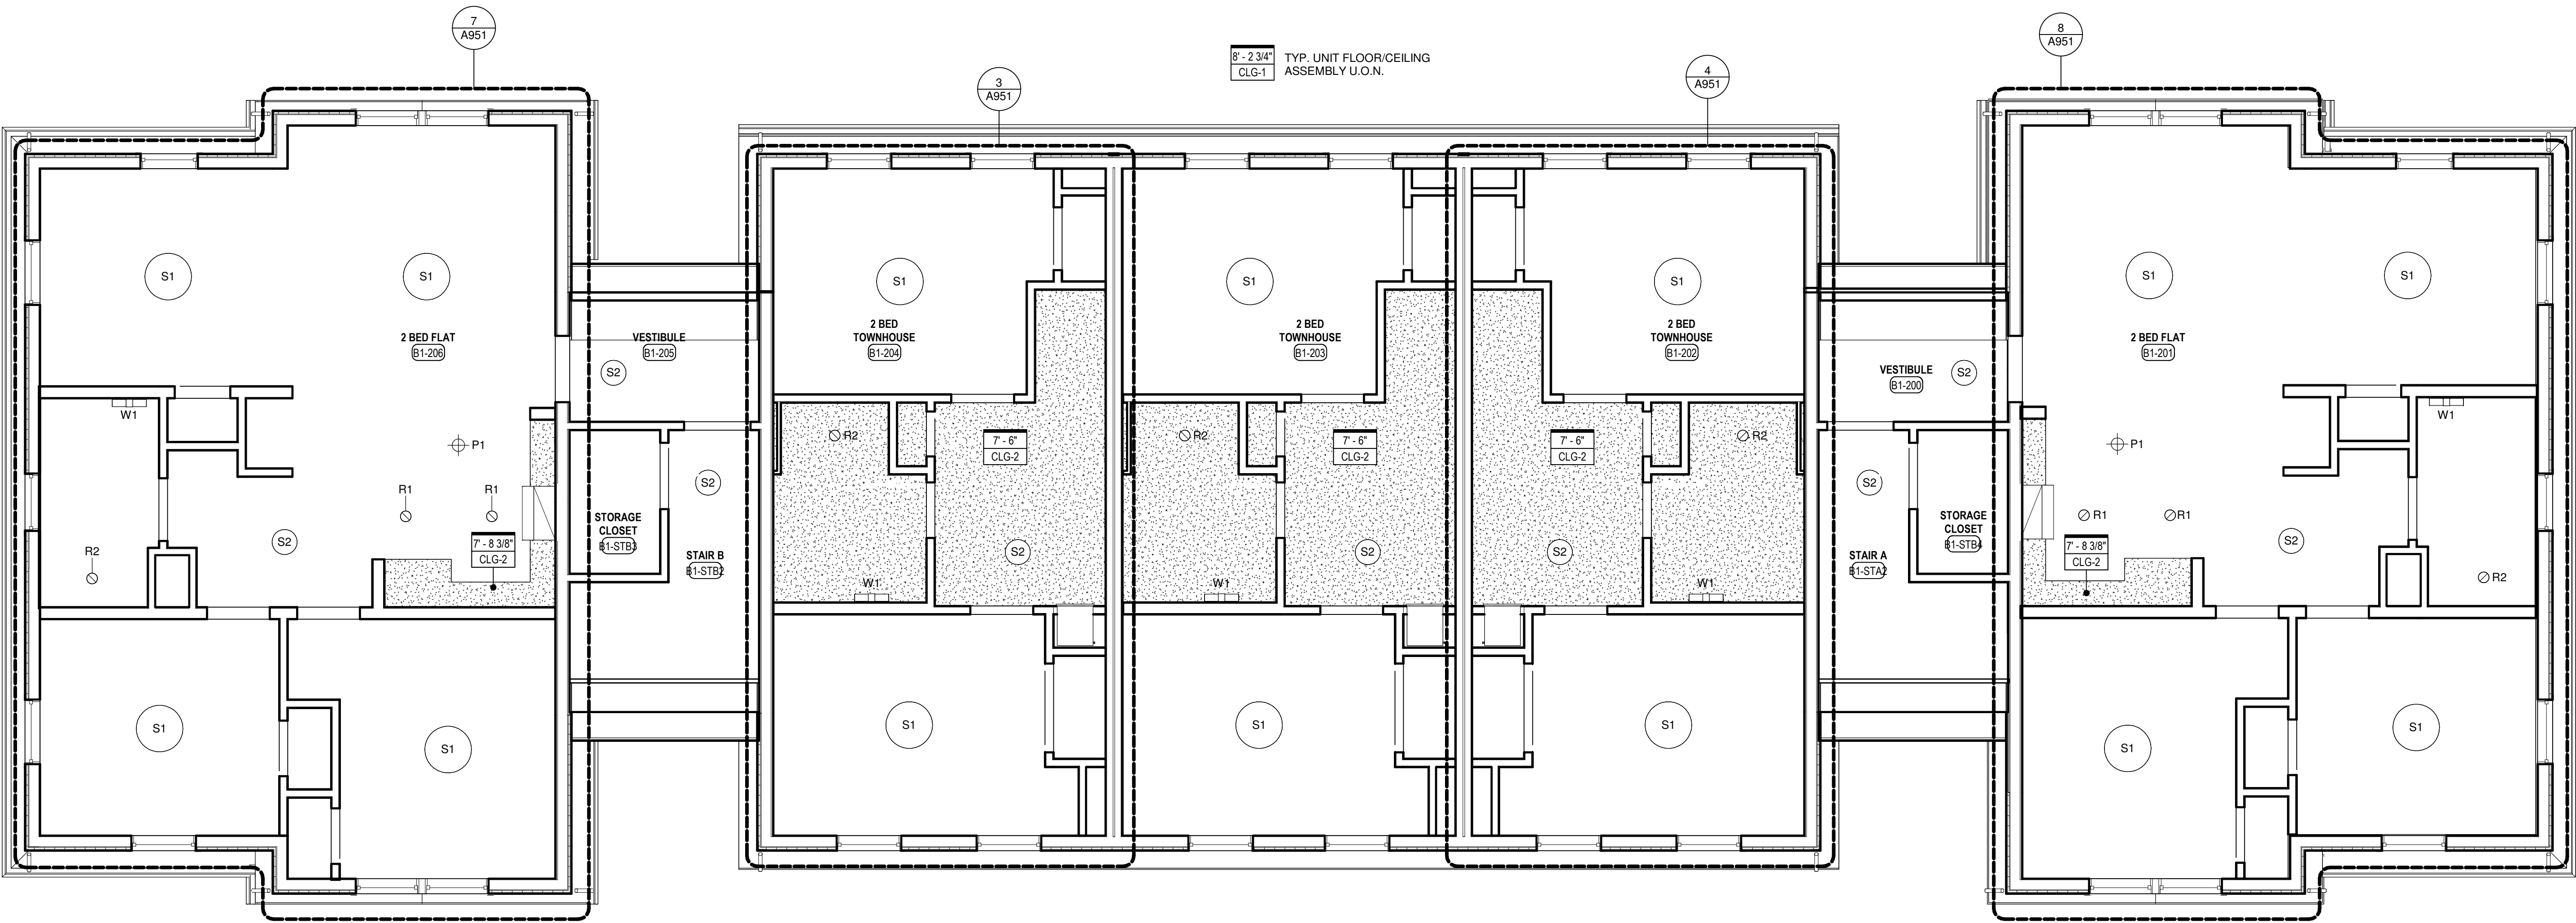 7
A951
8
A951
8' - 2 3/4"
CLG-1
TYP. UNIT FLOOR/CEILING
ASSEMBLY U.O.N.
3
A951
4
A951
S1
S1
2 BED FLAT
B1-206
W1
P1
R1
R1
7' - 8 3/8"
CLG-2
R2
S2
S1
S1
VESTIBULE
B1-205
S2
STORAGE
CLOSET
B1-STB3
S2
STAIR B
B1-STB2
S1
2 BED
TOWNHOUSE
B1-204
R2
7' - 6"
CLG-2
S2
W1
S1
S1
2 BED
TOWNHOUSE
B1-203
R2
7' - 6"
CLG-2
S2
W1
S1
S1
2 BED
TOWNHOUSE
B1-202
7' - 6"
CLG-2
R2
S2
W1
S1
VESTIBULE
B1-200
S2
S2
STORAGE
CLOSET
B1-STB4
STAIR A
B1-STA2
S1
S1
2 BED FLAT
B1-201
W1
P1
R1
R1
7' - 8 3/8"
CLG-2
S2
R2
S1
S1